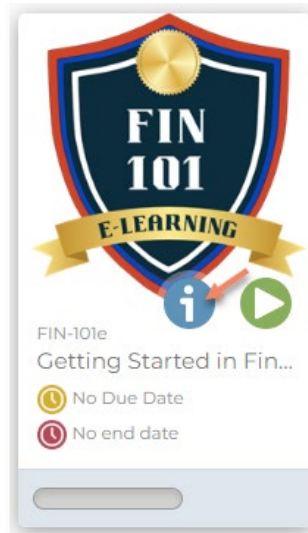 FIN
101
E-LEARNING
i
FIN-101e
Getting Started in Fin...
No Due Date
No end date